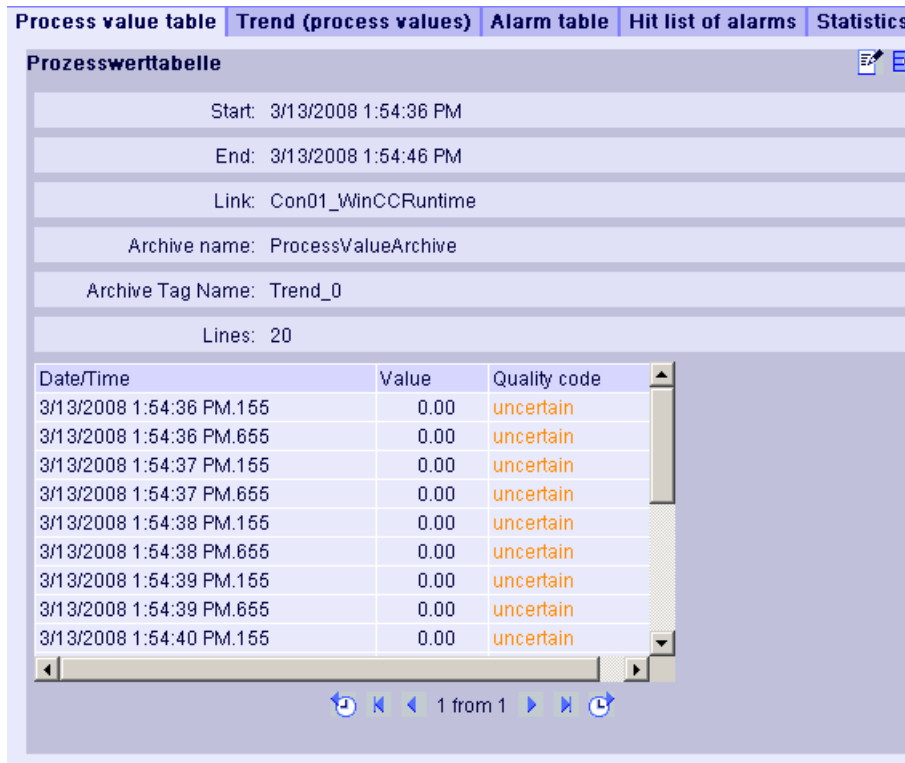 Process value table Trend (process values) Alarm table Hit list of alarms Statistics
Prozesswerttabelle
Start: 3/13/2008 1:54:36 PM
End: 3/13/2008 1:54:46 PM
Link: Con01_WinCCRuntime
Archive name: ProcessValueArchive
Archive Tag Name: Trend_0
Lines: 20
Date/Time Value Quality code
3/13/2008 1:54:36 PM.155 0.00 uncertain
3/13/2008 1:54:36 PM.655 0.00 uncertain
3/13/2008 1:54:37 PM.155 0.00 uncertain
3/13/2008 1:54:37 PM.655 0.00 uncertain
3/13/2008 1:54:38 PM.155 0.00 uncertain
3/13/2008 1:54:38 PM.655 0.00 uncertain
3/13/2008 1:54:39 PM.155 0.00 uncertain
3/13/2008 1:54:39 PM.655 0.00 uncertain
3/13/2008 1:54:40 PM.155 0.00 uncertain
1 from 1